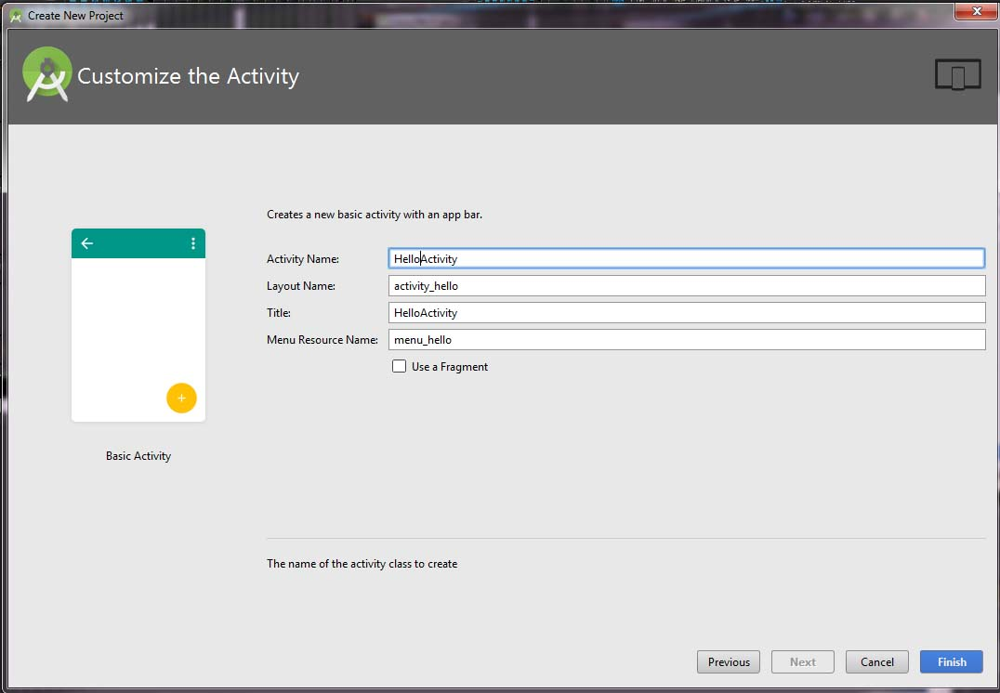 Create New Project
Customize the Activity
Creates a new basic activity with an app bar.
Activity Name: HelloActivity
Layout Name: activity_hello
Title: HelloActivity
Menu Resource Name: menu_hello
Use a Fragment
Basic Activity
The name of the activity class to create
Previous Next Cancel Finish